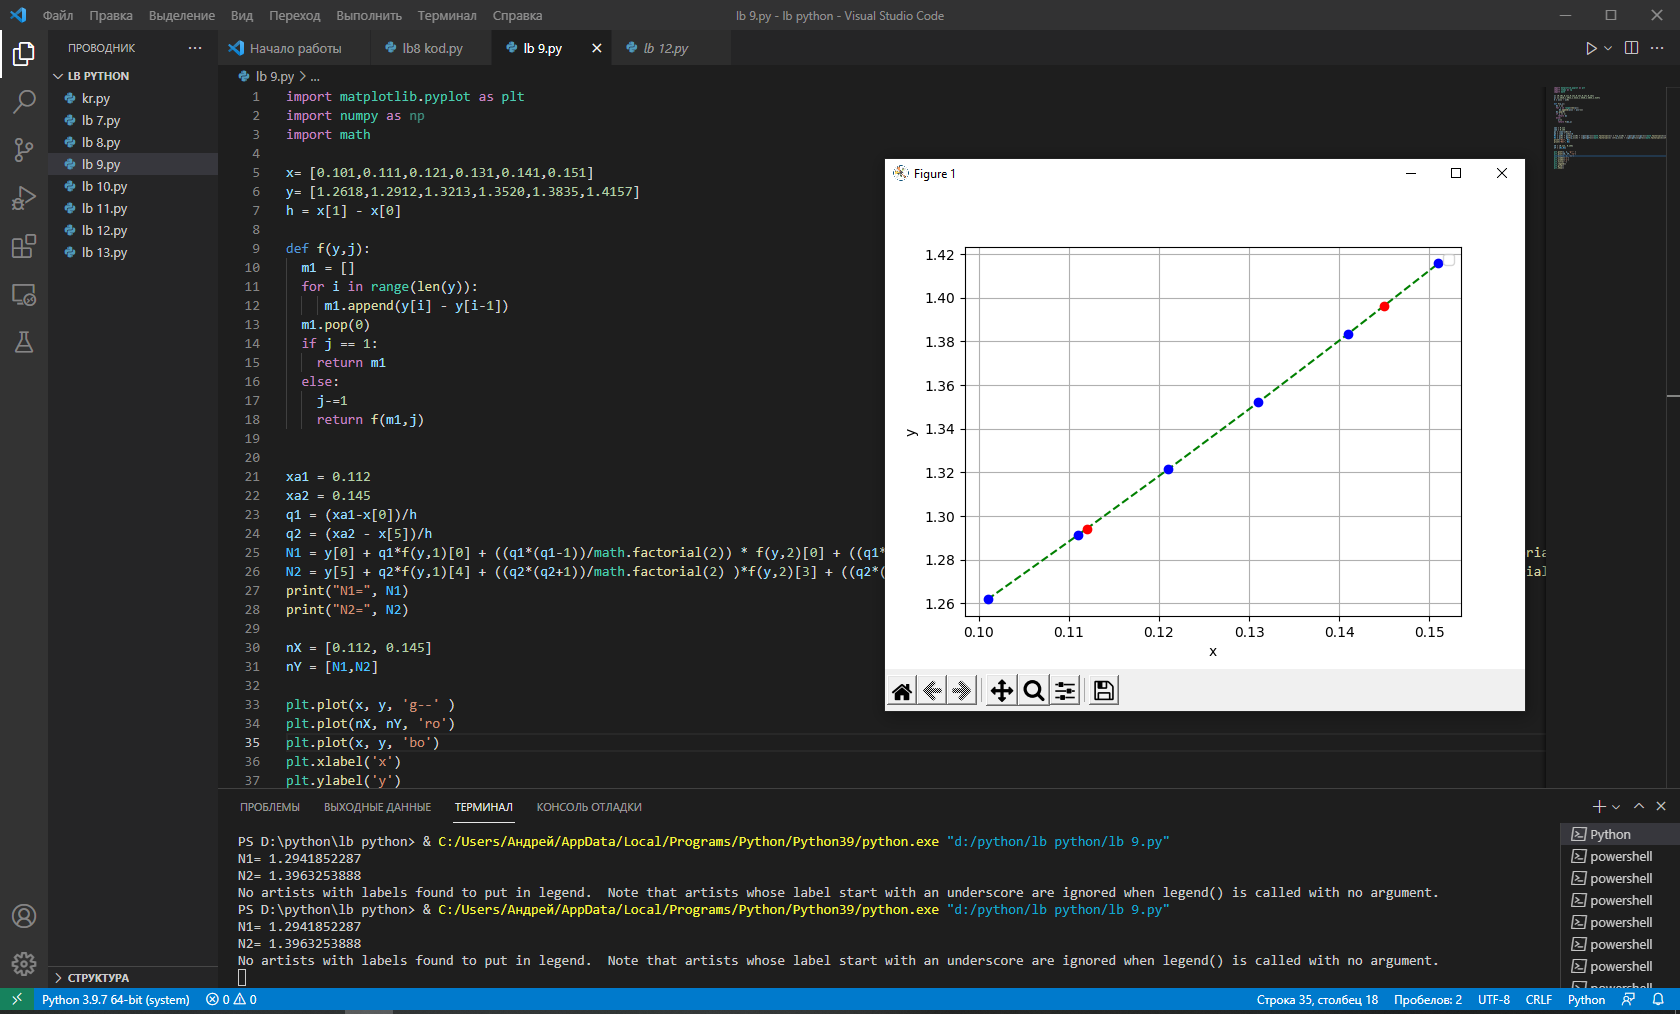 Файл Правка Выделение Вид Переход Выполнить Терминал Справка
lb 9.py - lb python - Visual Studio Code
ПРОВОДНИК
LB PYTHON
kr.py
lb 7.py
lb 8.py
lb 9.py
lb 10.py
lb 11.py
lb 12.py
lb 13.py
СТРУКТУРА
Начало работы lb8 kod.py lb 9.py lb 12.py
lb 9.py > ...
1 import matplotlib.pyplot as plt
2 import numpy as np
3 import math
4
5 x= [0.101,0.111,0.121,0.131,0.141,0.151]
6 y= [1.2618,1.2912,1.3213,1.3520,1.3835,1.4157]
7 h = x[1] - x[0]
8
9 def f(y,j):
10 m1 = []
11 for i in range(len(y)):
12 m1.append(y[i] - y[i-1])
13 m1.pop(0)
14 if j == 1:
15 return m1
16 else:
17 j-=1
18 return f(m1,j)
19
20
21 xa1 = 0.112
22 xa2 = 0.145
23 q1 = (xa1-x[0])/h
24 q2 = (xa2 - x[5])/h
25 N1 = y[0] + q1*f(y,1)[0] + ((q1*(q1-1))/math.factorial(2)) * f(y,2)[0] + ((q1*
26 N2 = y[5] + q2*f(y,1)[4] + ((q2*(q2+1))/math.factorial(2) )*f(y,2)[3] + ((q2*(
27 print("N1=", N1)
28 print("N2=", N2)
29
30 nX = [0.112, 0.145]
31 nY = [N1,N2]
32
33 plt.plot(x, y, 'g--' )
34 plt.plot(nX, nY, 'ro')
35 plt.plot(x, y, 'bo')
36 plt.xlabel('x')
37 plt.ylabel('y')
Figure 1
1.42
1.40
1.38
1.36
1.34
1.32
1.30
1.28
1.26
y
0.10 0.11 0.12 0.13 0.14 0.15
x
ПРОБЛЕМЫ ВЫХОДНЫЕ ДАННЫЕ ТЕРМИНАЛ КОНСОЛЬ ОТЛАДКИ
PS D:\python\lb python> & C:/Users/Андрей/AppData/Local/Programs/Python/Python39/python.exe "d:/python/lb python/lb 9.py"
N1= 1.2941852287
N2= 1.3963253888
No artists with labels found to put in legend.  Note that artists whose label start with an underscore are ignored when legend() is called with no argument.
PS D:\python\lb python> & C:/Users/Андрей/AppData/Local/Programs/Python/Python39/python.exe "d:/python/lb python/lb 9.py"
N1= 1.2941852287
N2= 1.3963253888
No artists with labels found to put in legend.  Note that artists whose label start with an underscore are ignored when legend() is called with no argument.
Python
powershell
powershell
powershell
powershell
powershell
powershell
Python 3.9.7 64-bit (system) 0 0
Строка 35, столбец 18 Пробелов: 2 UTF-8 CRLF Python